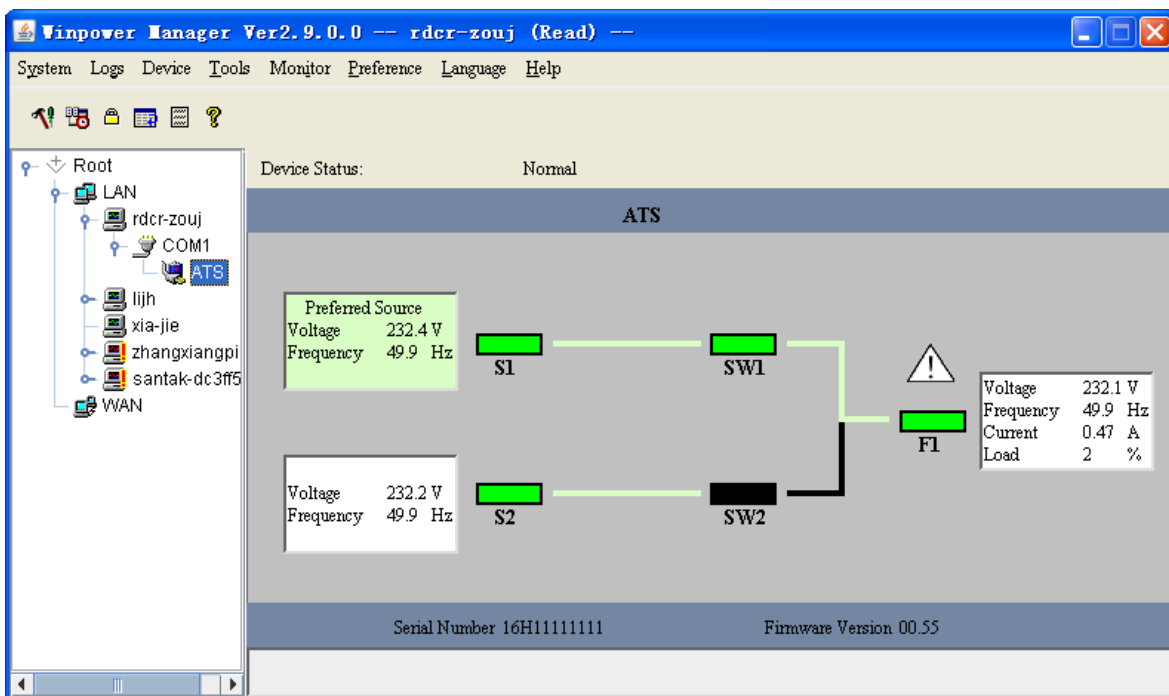 Winpower Manager Ver2.9.0.0 -- rdcr-zouj (Read) --
System Logs Device Tools Monitor Preference Language Help
Root
LAN
rdcr-zouj
COM1
ATS
lijh
xia-jie
zhangxiangpi
santak-dc3ff5
WAN
Device Status: Normal
ATS
Preferred Source
Voltage 232.4 V
Frequency 49.9 Hz
S1
SW1
Voltage 232.2 V
Frequency 49.9 Hz
S2
SW2
F1
Voltage 232.1 V
Frequency 49.9 Hz
Current 0.47 A
Load 2 %
Serial Number 16H11111111 Firmware Version 00.55